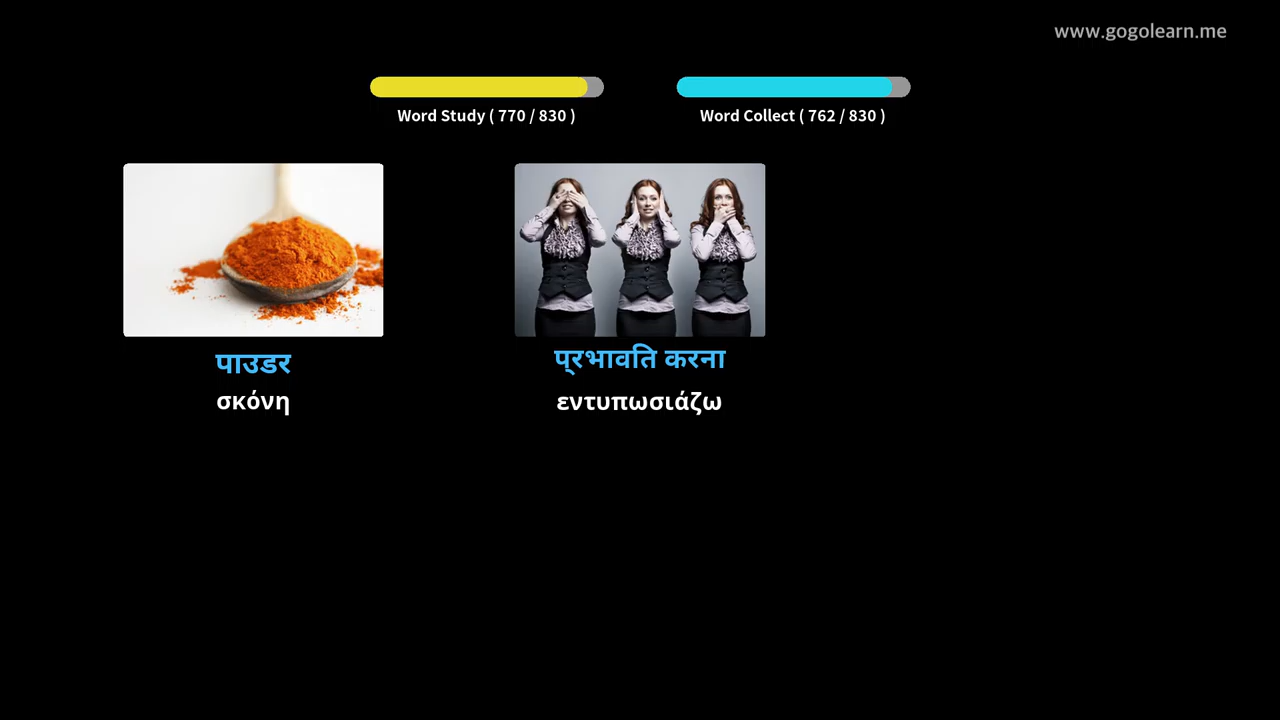 www.gogolearn.me
Word Study ( 770 / 830 )
Word Collect ( 762 / 830 )
पाउडर
प्रभावति करना
σκόνη
εντυπωσιάζω